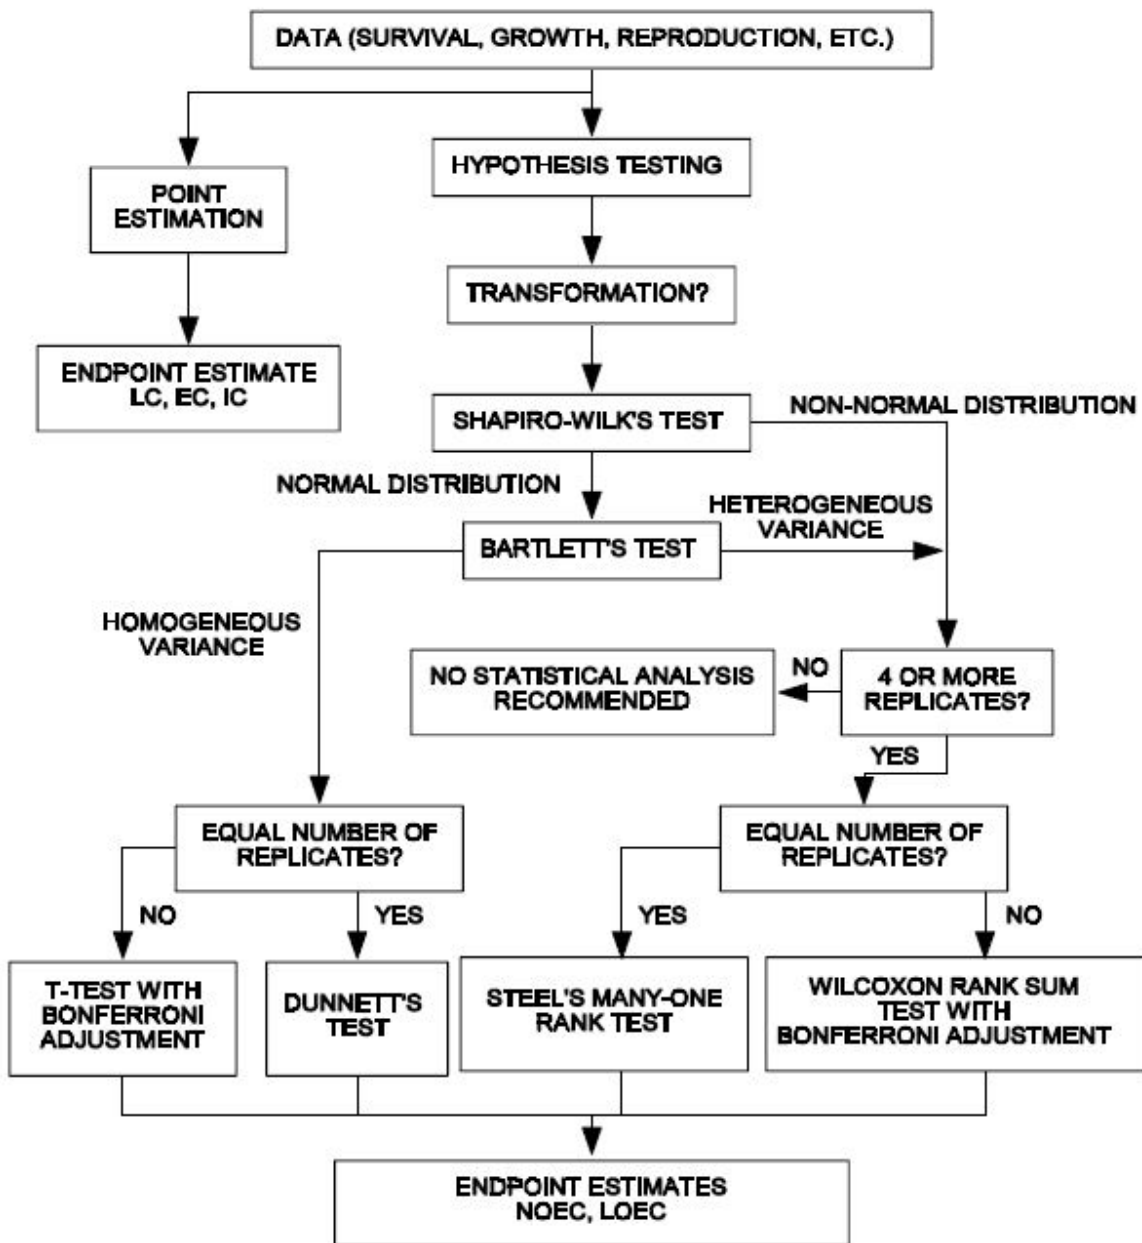 DATA (SURVIVAL, GROWTH, REPRODUCTION, ETC.)
HYPOTHESIS TESTING
POINT
ESTIMATION
TRANSFORMATION?
ENDPOINT ESTIMATE
LC, EC, IC
SHAPIRO-WILK'S TEST
NON-NORMAL DISTRIBUTION
NORMAL DISTRIBUTION
HETEROGENEOUS
VARIANCE
BARTLETT'S TEST
HOMOGENEOUS
VARIANCE
NO STATISTICAL ANALYSIS
RECOMMENDED
NO
4 OR MORE
REPLICATES?
YES
EQUAL NUMBER OF
REPLICATES?
EQUAL NUMBER OF
REPLICATES?
NO
YES
YES
NO
T-TEST WITH
BONFERRONI
ADJUSTMENT
DUNNETT'S
TEST
STEEL'S MANY-ONE
RANK TEST
WILCOXON RANK SUM
TEST WITH
BONFERRONI ADJUSTMENT
ENDPOINT ESTIMATES
NOEC, LOEC